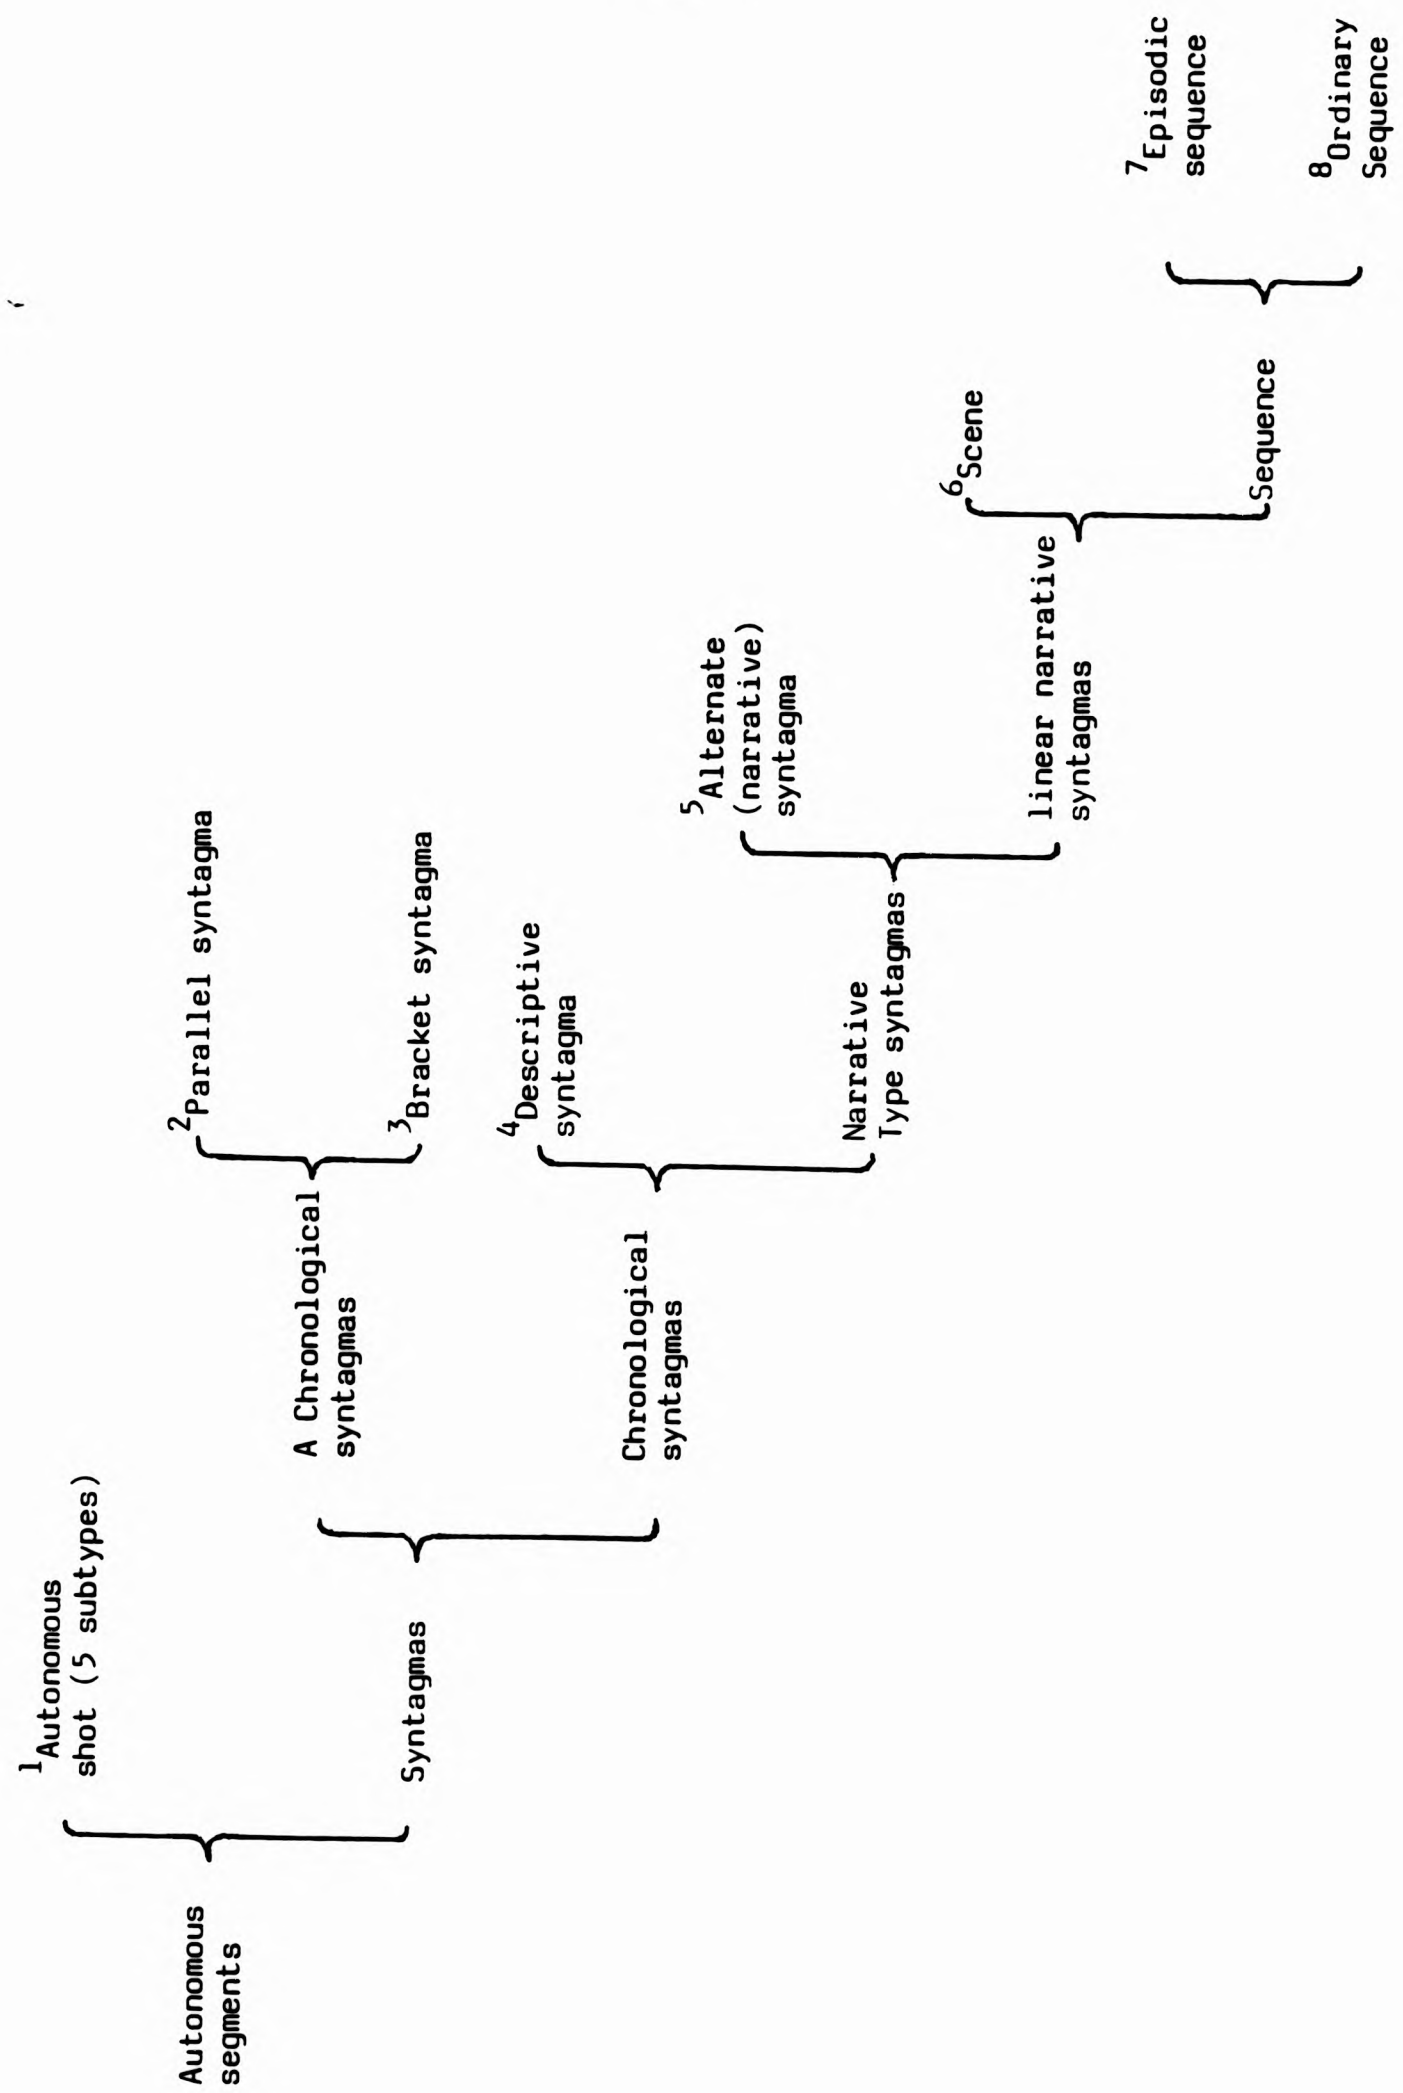 1Autonomous
shot (5 subtypes)
Autonomous
segments
Syntagmas
2Parallel syntagma
A Chronological
syntagmas
3Bracket syntagma
4Descriptive
syntagma
Chronological
syntagmas
Narrative
Type syntagmas
5Alternate
(narrative)
syntagma
linear narrative
syntagmas
6Scene
Sequence
7Episodic
sequence
8Ordinary
Sequence